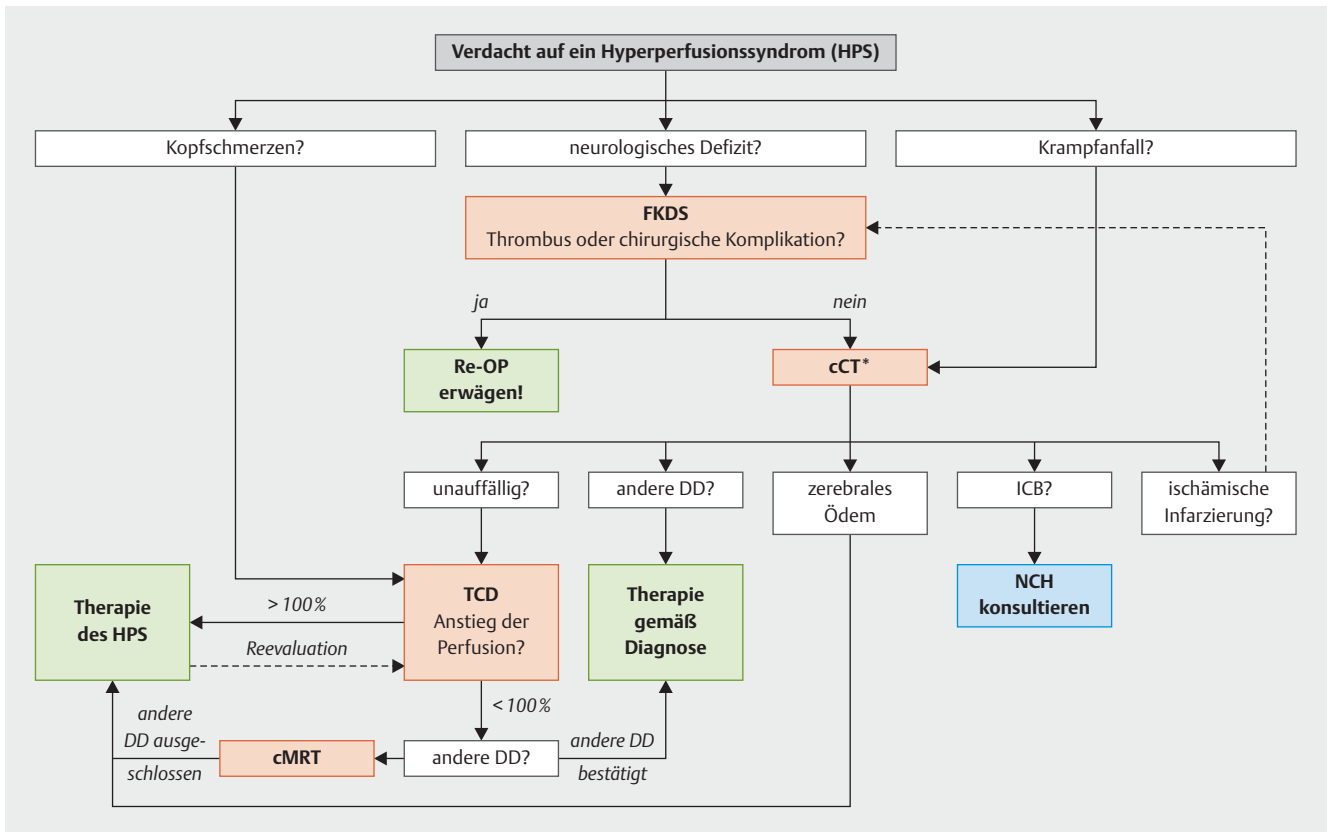 Verdacht auf ein Hyperperfusionssyndrom (HPS)
Kopfschmerzen?
neurologisches Defizit?
Krampfanfall?
FKDS
Thrombus oder chirurgische Komplikation?
ja
nein
Re-OP
erwägen!
cCT*
unauffällig?
andere DD?
zerebrales
Ödem
ICB?
ischämische
Infarzierung?
Therapie
des HPS
> 100 %
Reevaluation
TCD
Anstieg der
Perfusion?
Therapie
gemäß
Diagnose
NCH
konsultieren
< 100 %
andere
DD ausge-
schlossen
cMRT
andere DD?
andere DD
bestätigt